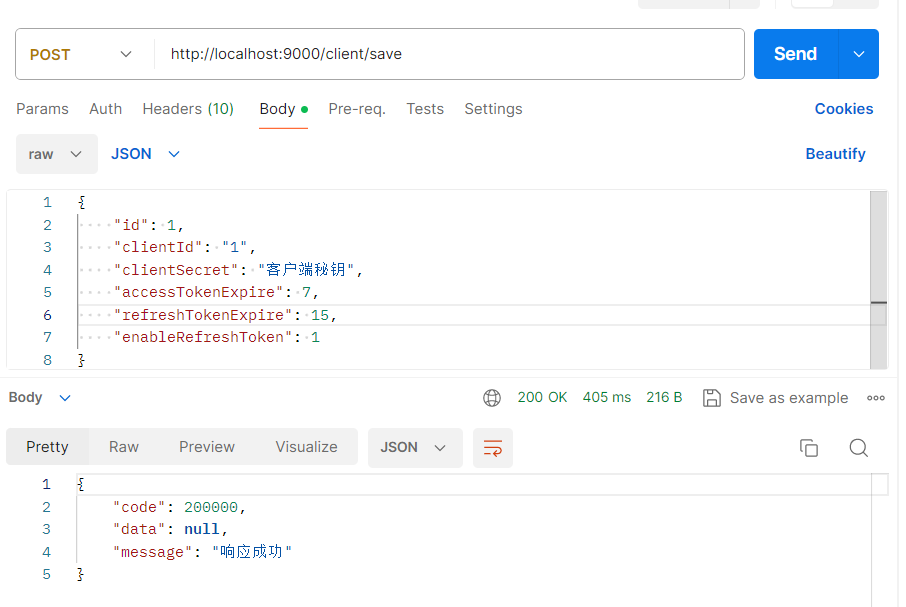 POST http://localhost:9000/client/save Send
Params Auth Headers (10) Body Pre-req. Tests Settings Cookies
raw JSON Beautify
1 {
2 "id": 1,
3 "clientId": "1",
4 "clientSecret": "客户端秘钥",
5 "accessTokenExpire": 7,
6 "refreshTokenExpire": 15,
7 "enableRefreshToken": 1
8 }
Body 200 OK 405 ms 216 B Save as example
Pretty Raw Preview Visualize JSON
1 {
2 "code": 200000,
3 "data": null,
4 "message": "响应成功"
5 }